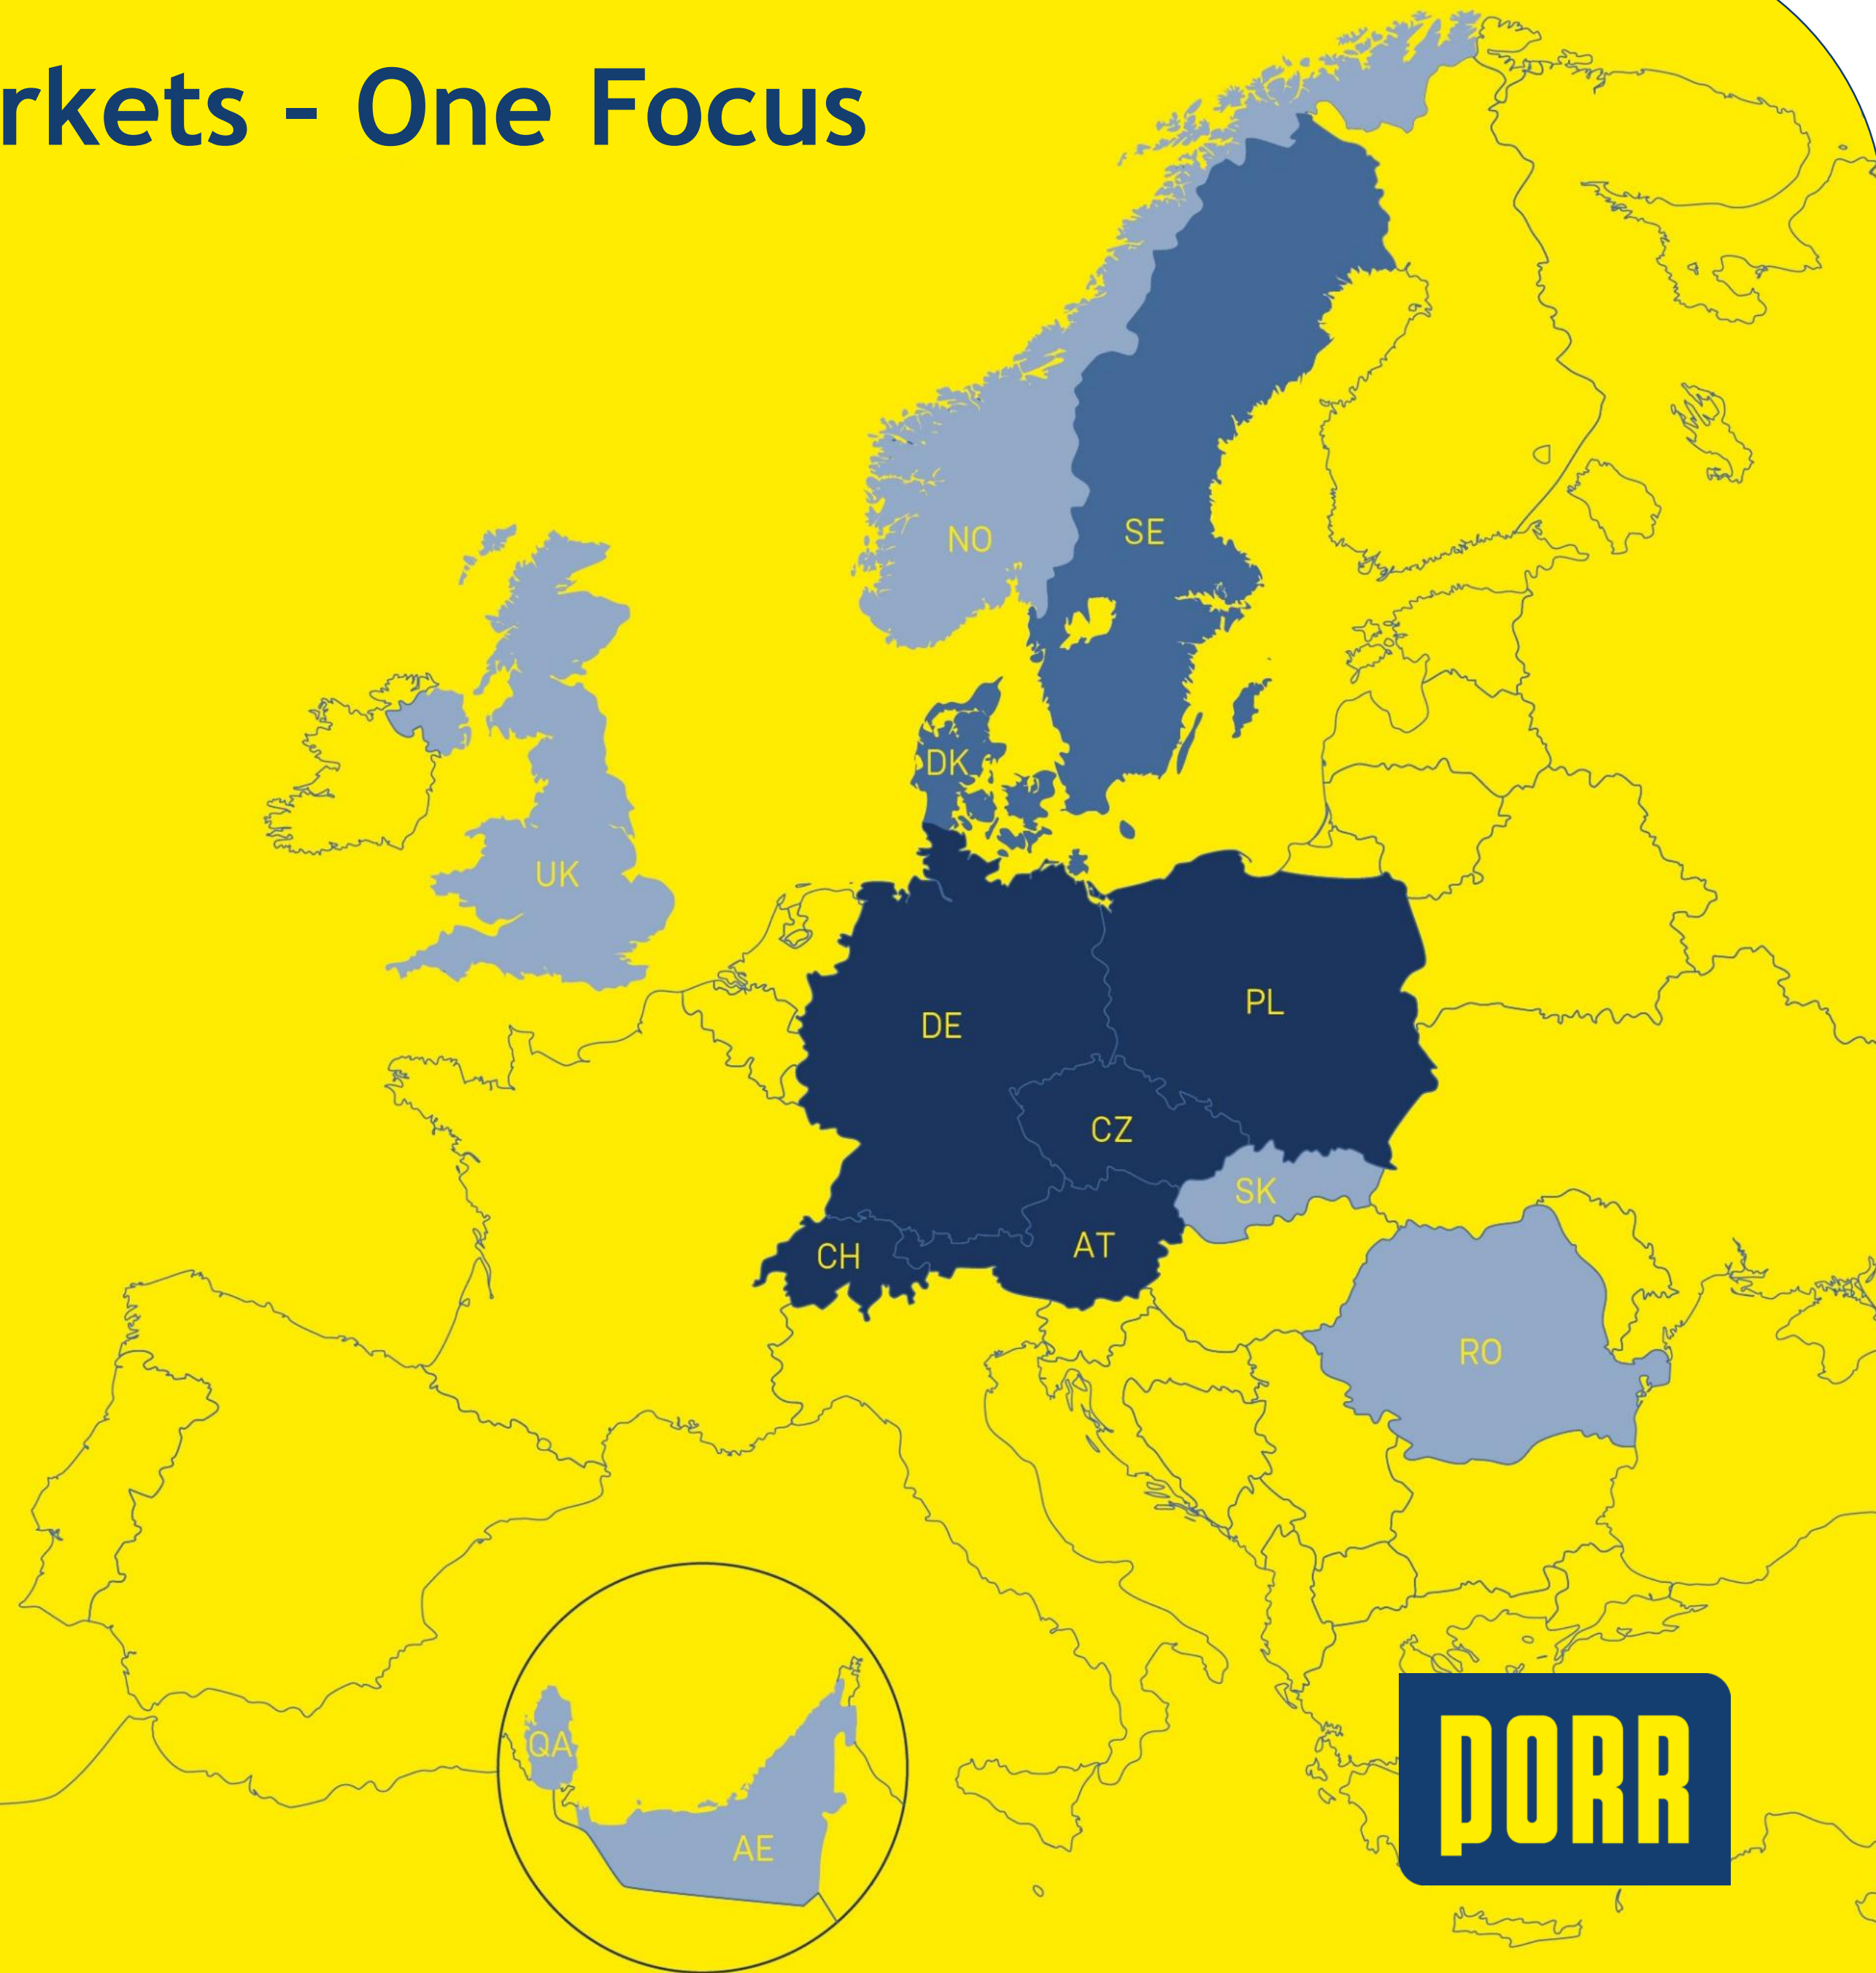 rkets - One Focus
NO
SE
DK
UK
DE
PL
CZ
SK
CH
AT
RO
QA
AE
PORR